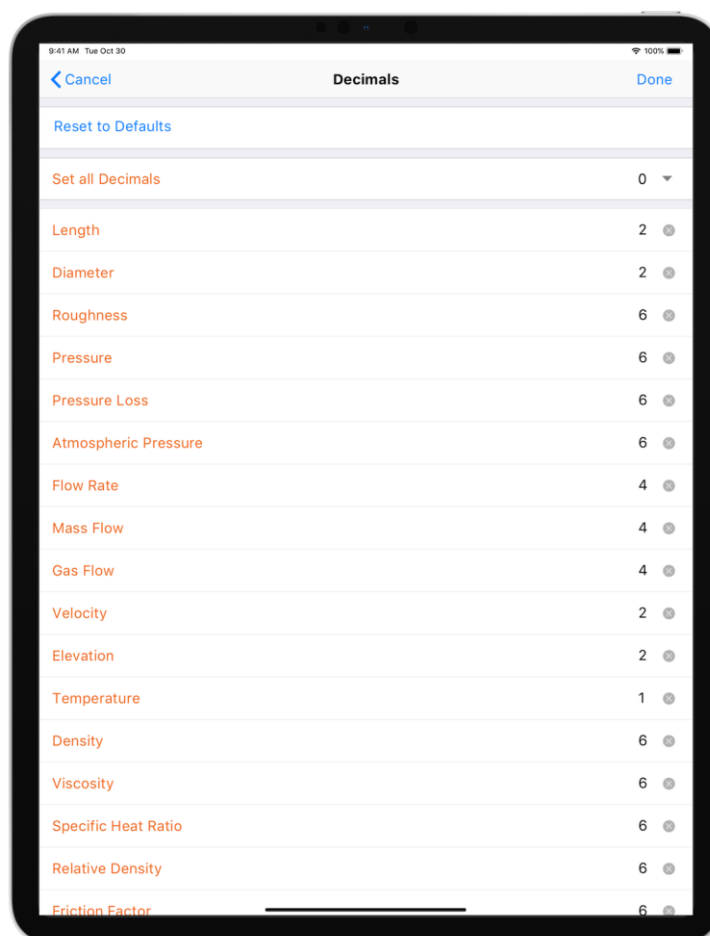 9:41 AM Tue Oct 30 100%
Cancel Decimals Done
Reset to Defaults
Set all Decimals 0
Length 2
Diameter 2
Roughness 6
Pressure 6
Pressure Loss 6
Atmospheric Pressure 6
Flow Rate 4
Mass Flow 4
Gas Flow 4
Velocity 2
Elevation 2
Temperature 1
Density 6
Viscosity 6
Specific Heat Ratio 6
Relative Density 6
Friction Factor 6